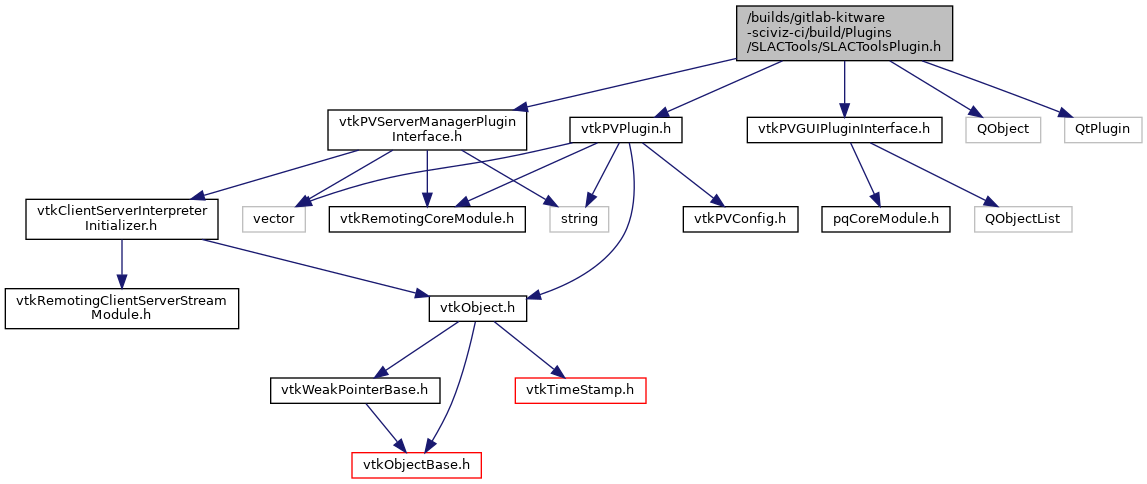 /builds/gitlab-kitware
-sciviz-ci/build/Plugins
/SLACTools/SLACToolsPlugin.h
vtkPVServerManagerPlugin
Interface.h
vtkPVPlugin.h
vtkPVGUIPluginInterface.h
QObject
QtPlugin
vtkClientServerInterpreter
Initializer.h
vector
vtkRemotingCoreModule.h
string
vtkPVConfig.h
pqCoreModule.h
QObjectList
vtkRemotingClientServerStream
Module.h
vtkObject.h
vtkWeakPointerBase.h
vtkTimeStamp.h
vtkObjectBase.h